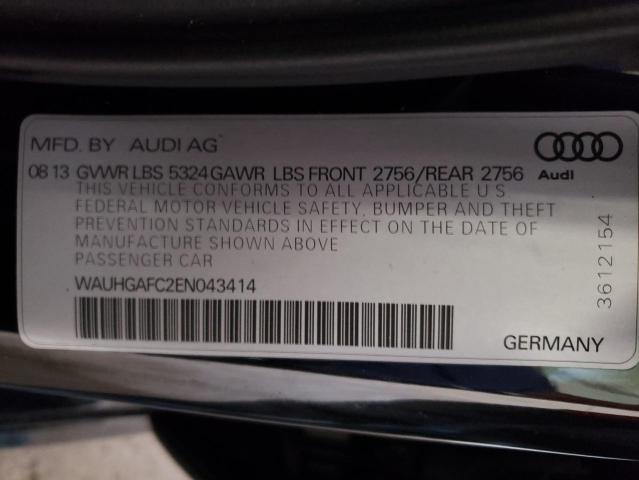 MFD. BY AUDI AG
08.13 GVWR LBS 5324 GAWR LBS FRONT 2756/REAR 2756
THIS VEHICLE CONFORMS TO ALL APPLICABLE U S
FEDERAL MOTOR VEHICLE SAFETY, BUMPER AND THEFT
PREVENTION STANDARDS IN EFFECT ON THE DATE OF
MANUFACTURE SHOWN ABOVE
PASSENGER CAR
WAUHGAFC2EN043414
Audi
3612154
GERMANY